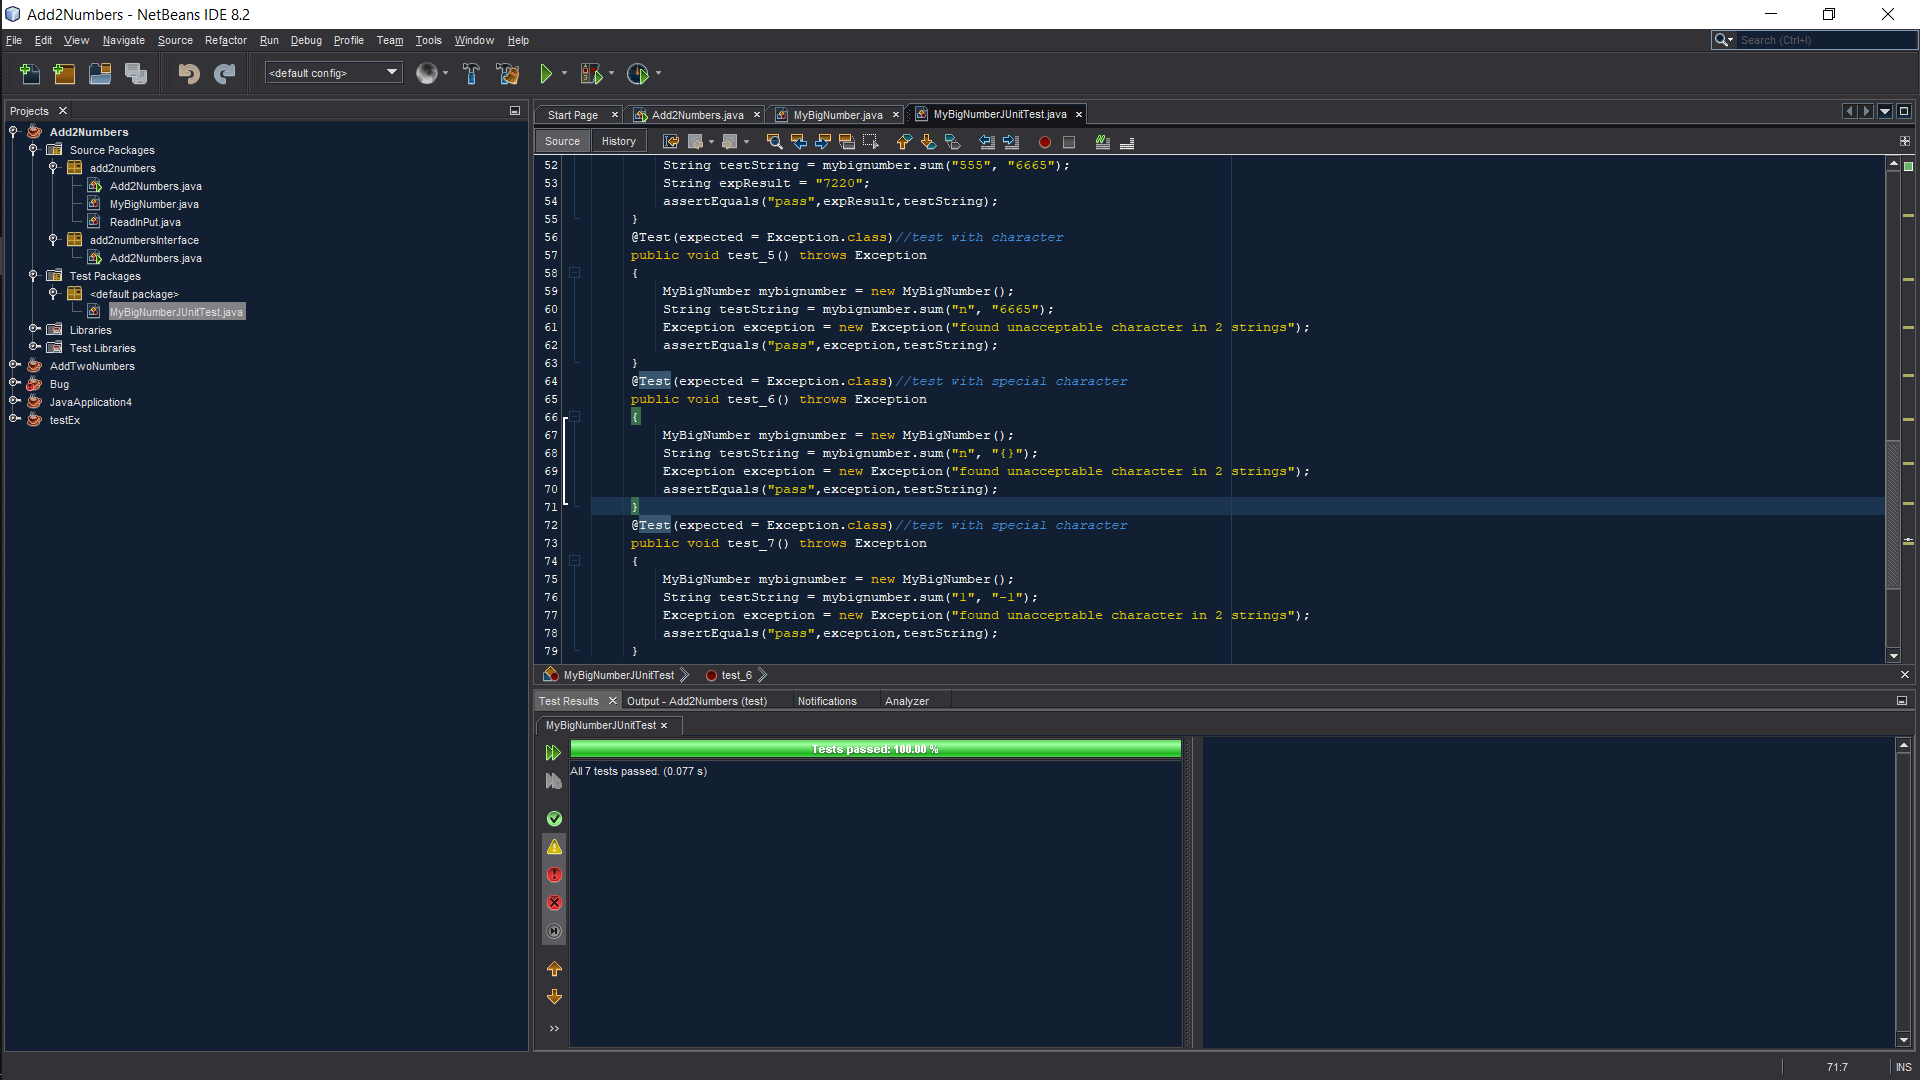 Add2Numbers - NetBeans IDE 8.2
File Edit View Navigate Source Refactor Run Debug Profile Team Tools Window Help
Search (Ctrl+I)
<default config>
Projects
Add2Numbers
Source Packages
add2numbers
Add2Numbers.java
MyBigNumber.java
ReadInPut.java
add2numbersInterface
Add2Numbers.java
Test Packages
<default package>
MyBigNumberJUnitTest.java
Libraries
Test Libraries
AddTwoNumbers
Bug
JavaApplication4
testEx
Start Page Add2Numbers.java MyBigNumber.java MyBigNumberJUnitTest.java
Source History
52 String testString = mybignumber.sum("555", "6665");
53 String expResult = "7220";
54 assertEquals("pass",expResult,testString);
55 }
56 @Test(expected = Exception.class)//test with character
57 public void test_5() throws Exception
58 {
59 MyBigNumber mybignumber = new MyBigNumber();
60 String testString = mybignumber.sum("n", "6665");
61 Exception exception = new Exception("found unacceptable character in 2 strings");
62 assertEquals("pass",exception,testString);
63 }
64 @Test(expected = Exception.class)//test with special character
65 public void test_6() throws Exception
66 {
67 MyBigNumber mybignumber = new MyBigNumber();
68 String testString = mybignumber.sum("n", "{}");
69 Exception exception = new Exception("found unacceptable character in 2 strings");
70 assertEquals("pass",exception,testString);
71 }
72 @Test(expected = Exception.class)//test with special character
73 public void test_7() throws Exception
74 {
75 MyBigNumber mybignumber = new MyBigNumber();
76 String testString = mybignumber.sum("1", "-1");
77 Exception exception = new Exception("found unacceptable character in 2 strings");
78 assertEquals("pass",exception,testString);
79 }
MyBigNumberJUnitTest test_6
Test Results Output - Add2Numbers (test) Notifications Analyzer
MyBigNumberJUnitTest
Tests passed: 100.00 %
All 7 tests passed. (0.077 s)
71:7 INS